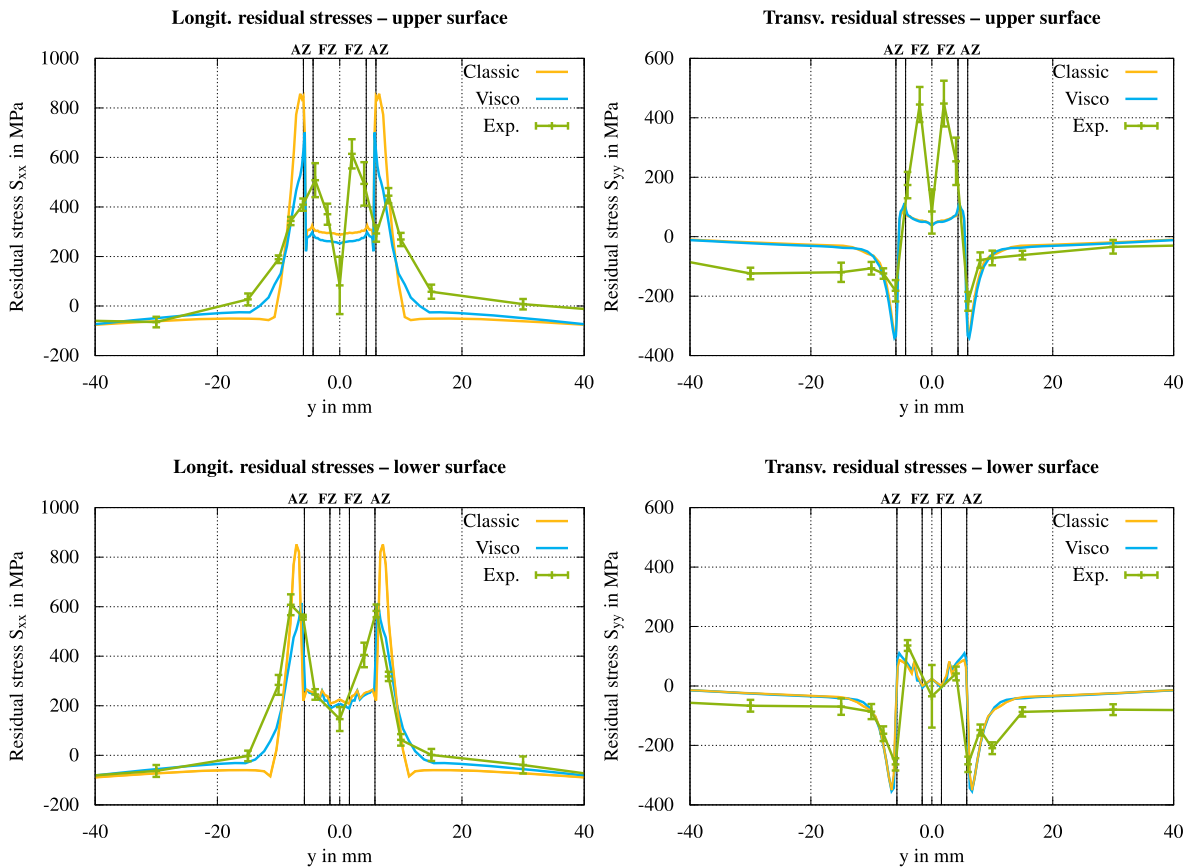 Longit. residual stresses – upper surface
AZ FZ FZ AZ
1000
800
600
400
200
0
-200
Residual stress Sxx in MPa
Classic
Visco
Exp.
-40 -20 0.0 20 40
y in mm
Transv. residual stresses – upper surface
AZ FZ FZ AZ
600
400
200
0
-200
-400
Residual stress Syy in MPa
Classic
Visco
Exp.
-40 -20 0.0 20 40
y in mm
Longit. residual stresses – lower surface
AZ FZ FZ AZ
1000
800
600
400
200
0
-200
Residual stress Sxx in MPa
Classic
Visco
Exp.
-40 -20 0.0 20 40
y in mm
Transv. residual stresses – lower surface
AZ FZ FZ AZ
600
400
200
0
-200
-400
Residual stress Syy in MPa
Classic
Visco
Exp.
-40 -20 0.0 20 40
y in mm